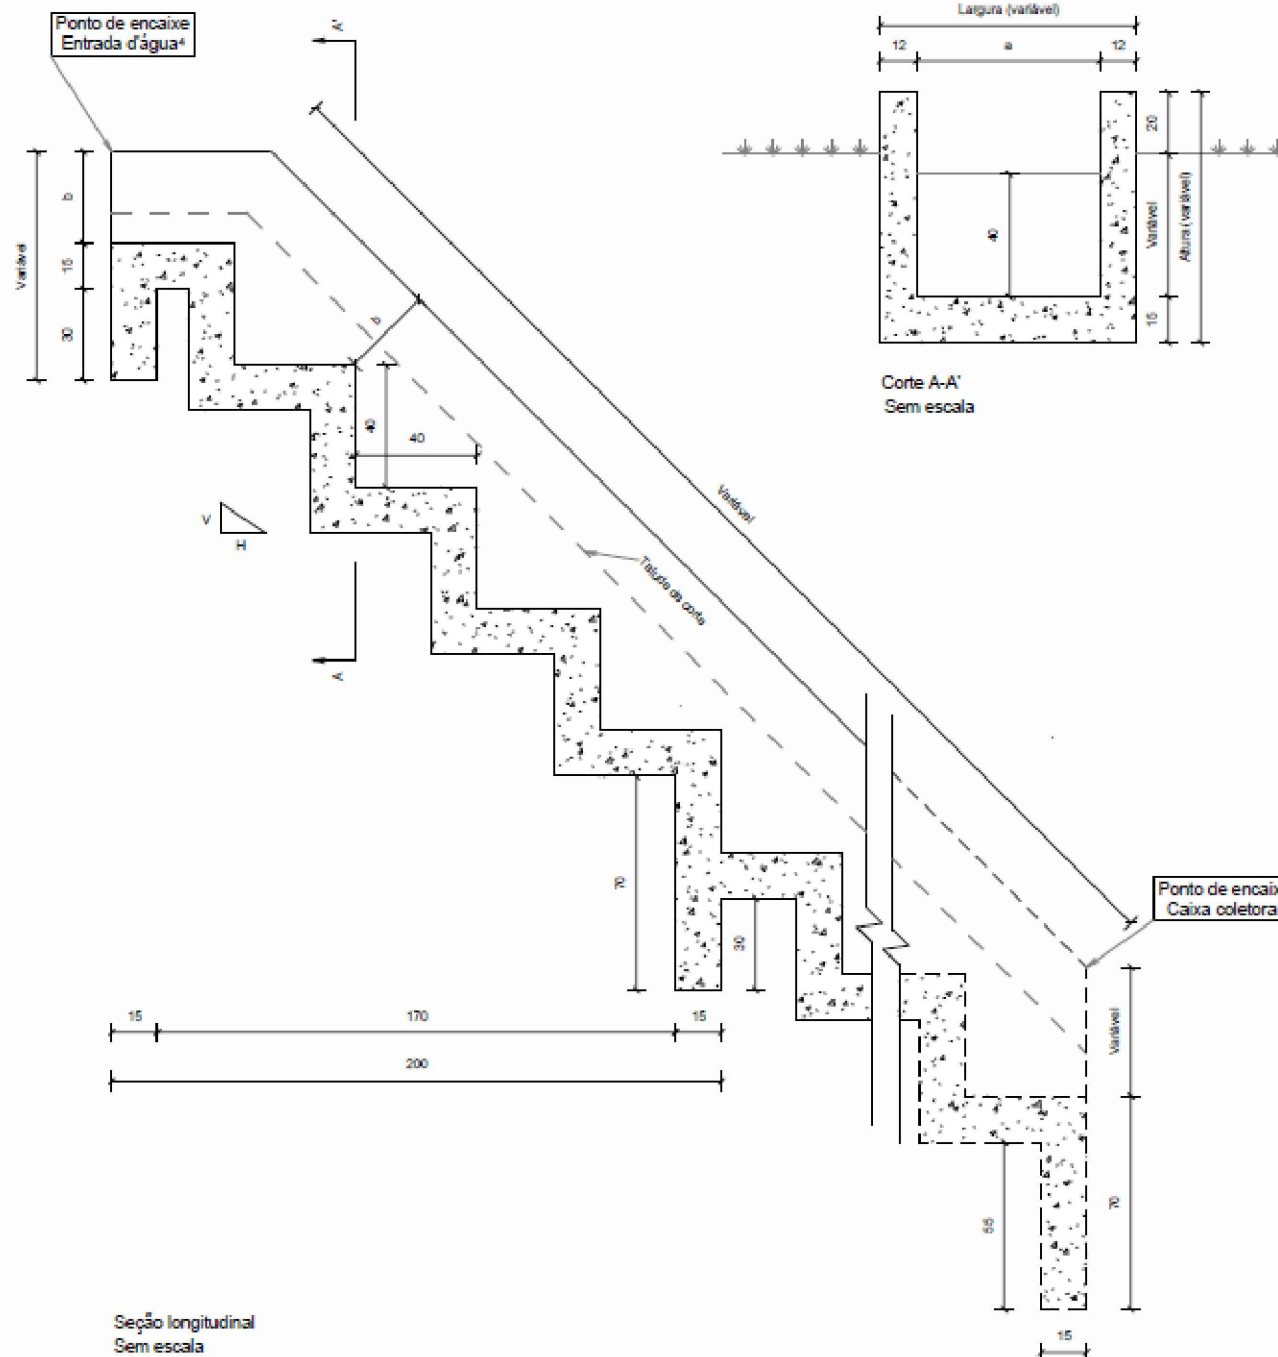 Ponto de encaixe
Entrada d'água⁴
A'
Largura (variável)
12
a
12
20
Variável
15
Altura (variável)
40
Corte A-A'
Sem escala
Variável
b
15
30
b
40
40
V
H
A
Variável
Talude de corte
70
30
15
170
15
200
Ponto de encaix
Caixa coletora
Variável
70
55
15
Seção longitudinal
Sem escala